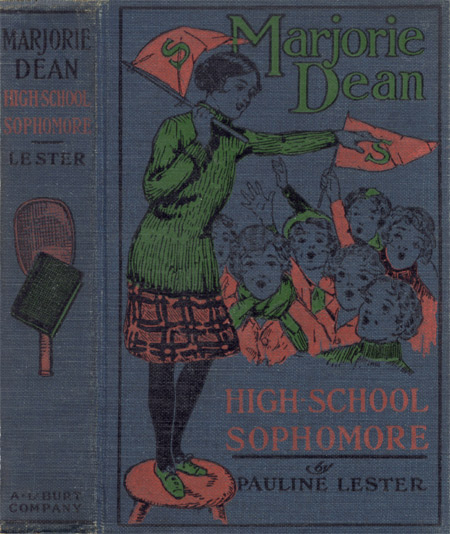 MARJORIE
DEAN
HIGH-SCHOOL
SOPHOMORE
LESTER
A·L·BURT
COMPANY
S
Marjorie
Dean
S
HIGH-SCHOOL
SOPHOMORE
by
PAULINE LESTER